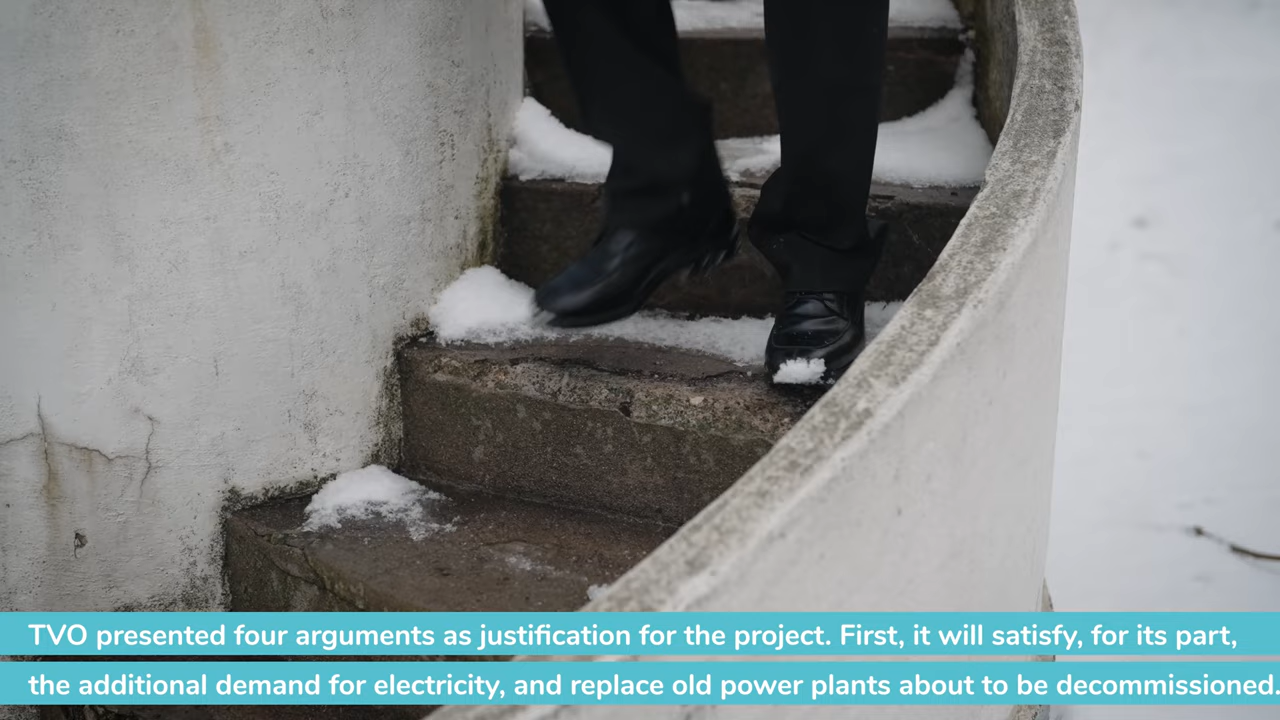 TVO presented four arguments as justification for the project. First, it will satisfy, for its part,
the additional demand for electricity, and replace old power plants about to be decommissioned.